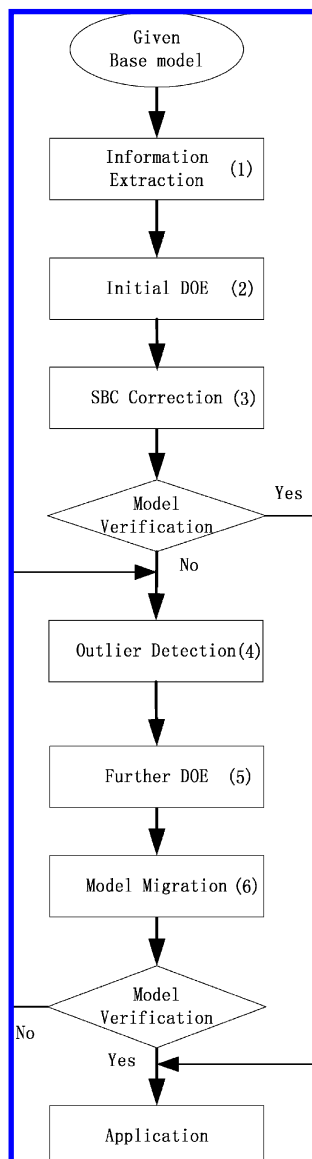 Given
Base model
Information (1)
Extraction
Initial DOE (2)
SBC Correction (3)
Model
Verification
Yes
No
Outlier Detection(4)
Further DOE (5)
Model Migration (6)
Model
Verification
No
Yes
Application